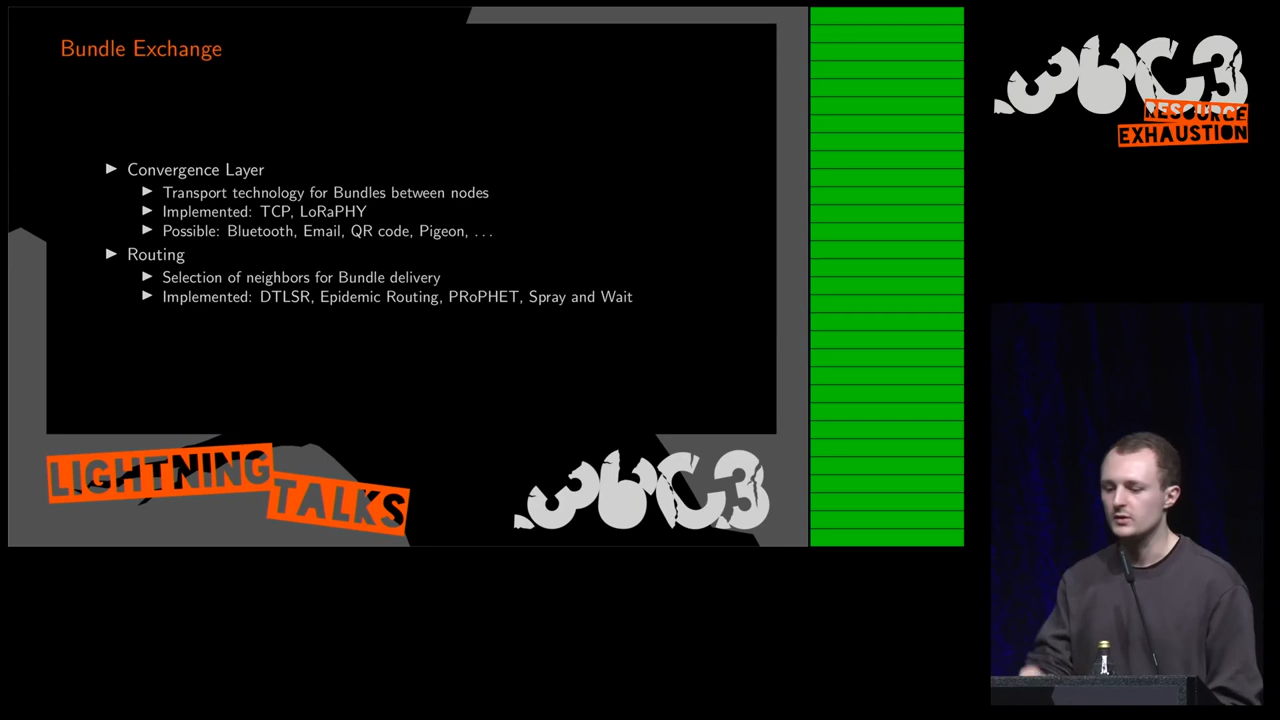 Bundle Exchange
► Convergence Layer
► Transport technology for Bundles between nodes
► Implemented: TCP, LoRaPHY
► Possible: Bluetooth, Email, QR code, Pigeon, . . .
► Routing
► Selection of neighbors for Bundle delivery
► Implemented: DTLSR, Epidemic Routing, PRoPHET, Spray and Wait
LIGHTNING
TALKS
36C3
36C3
RESOURCE
EXHAUSTION